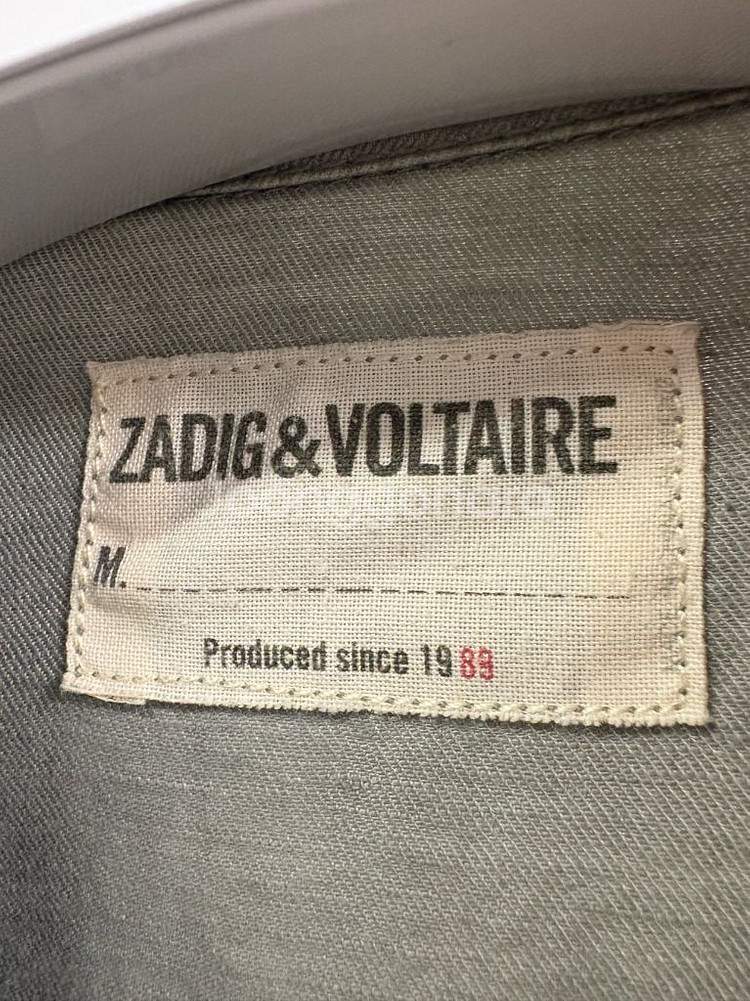 ZADIG&VOLTAIRE
M.
Produced since 1989